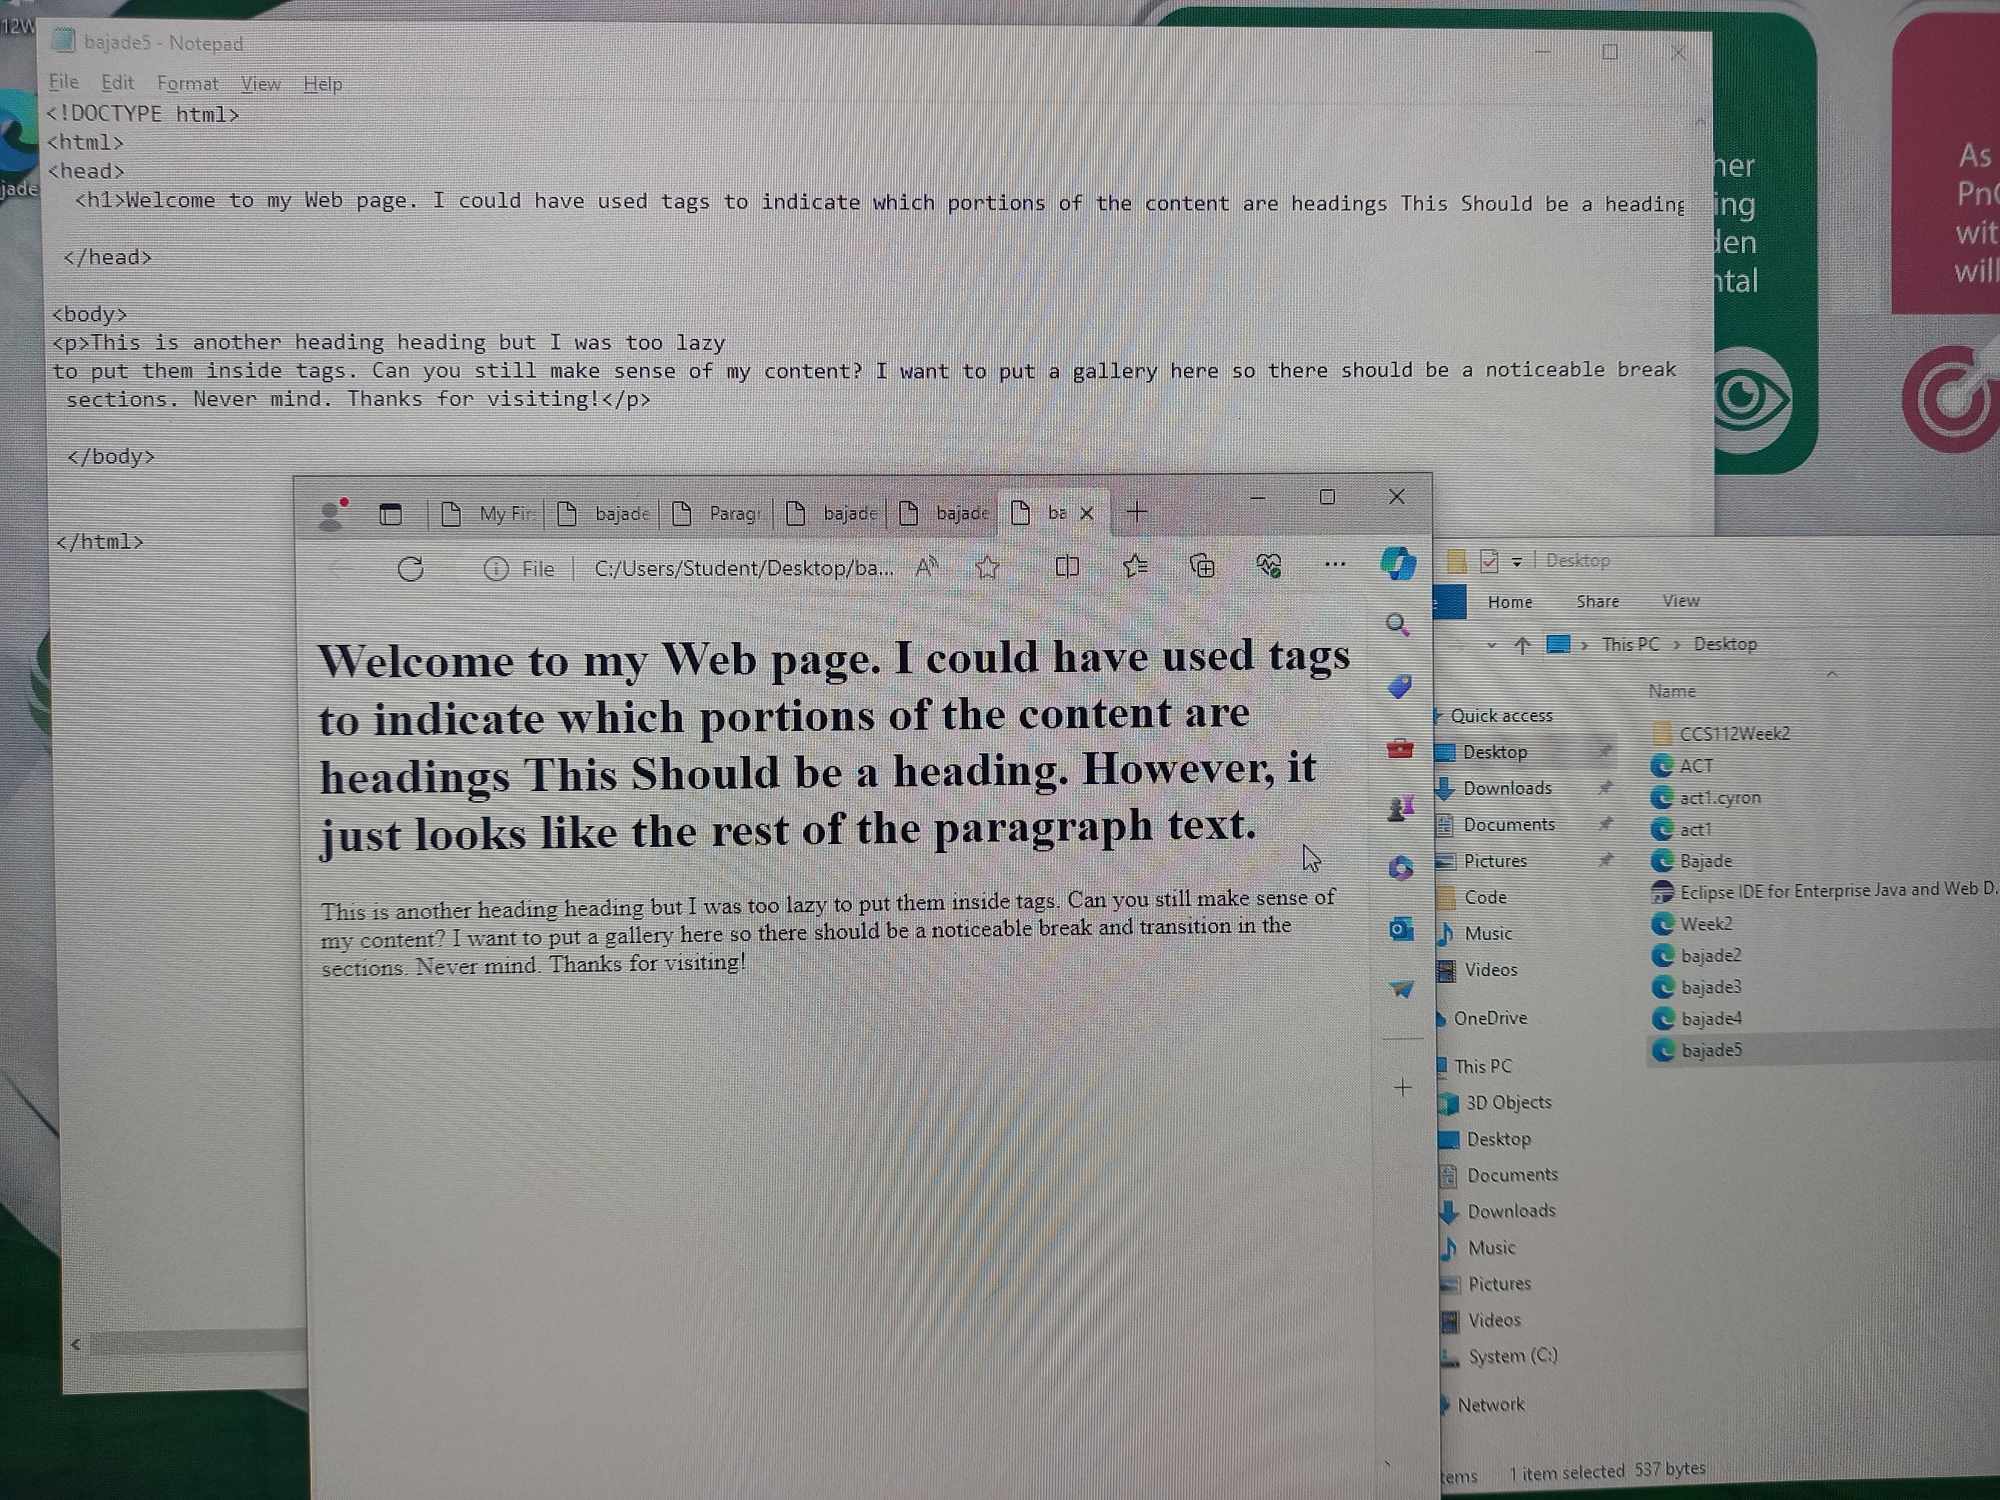 12W
bajade5 - Notepad
File Edit Format View Help
<!DOCTYPE html>
<html>
<head>
<h1>Welcome to my Web page. I could have used tags to indicate which portions of the content are headings This Should be a heading
</head>
<body>
<p>This is another heading heading but I was too lazy
to put them inside tags. Can you still make sense of my content? I want to put a gallery here so there should be a noticeable break
sections. Never mind. Thanks for visiting!</p>
</body>
</html>
jade
her
ing
den
ntal
As
Pn
wit
will
My Fir
bajade
Paragr
bajade
bajade
ba
File C:/Users/Student/Desktop/ba...
Welcome to my Web page. I could have used tags
to indicate which portions of the content are
headings This Should be a heading. However, it
just looks like the rest of the paragraph text.
This is another heading heading but I was too lazy to put them inside tags. Can you still make sense of
my content? I want to put a gallery here so there should be a noticeable break and transition in the
sections. Never mind. Thanks for visiting!
Desktop
Home Share View
This PC > Desktop
Name
Quick access
Desktop
Downloads
Documents
Pictures
Code
Music
Videos
OneDrive
This PC
3D Objects
Desktop
Documents
Downloads
Music
Pictures
Videos
System (C:)
Network
CCS112Week2
ACT
act1.cyron
act1
Bajade
Eclipse IDE for Enterprise Java and Web D.
Week2
bajade2
bajade3
bajade4
bajade5
tems 1 item selected 537 bytes